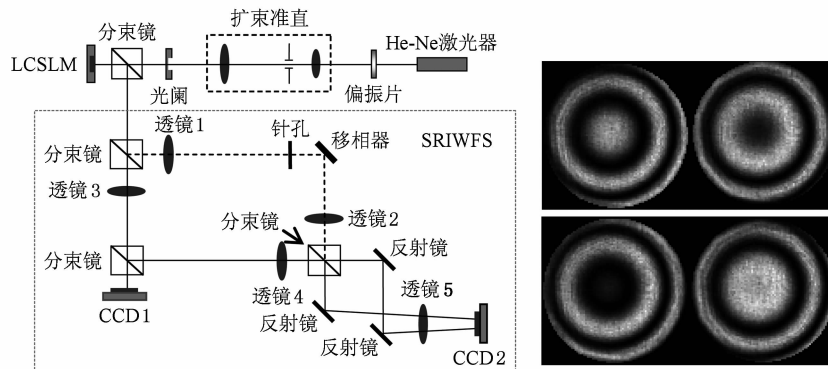 扩束准直
分束镜
He-Ne激光器
LCSLM
光阑
偏振片
透镜1
针孔
移相器
SRIWFS
分束镜
透镜3
分束镜
透镜2
分束镜
反射镜
透镜4
透镜5
反射镜
CCD1
反射镜
CCD2